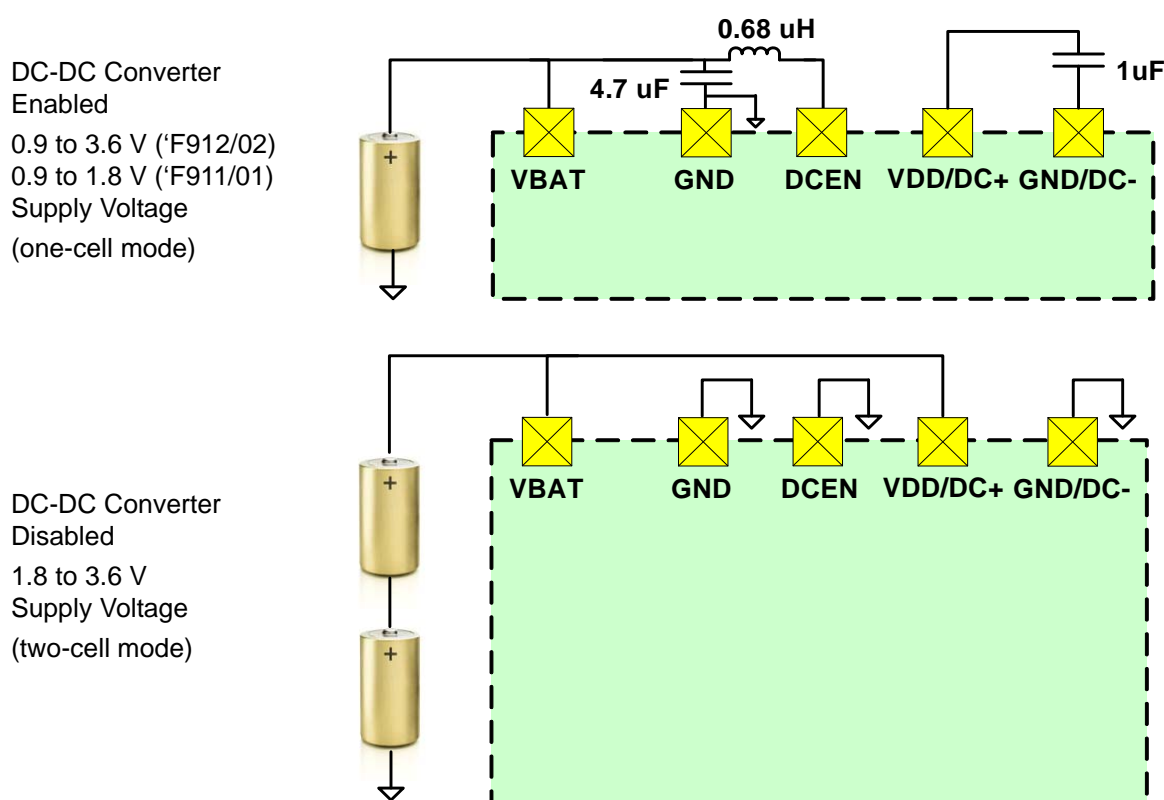 DC-DC Converter
Enabled
0.9 to 3.6 V (‘F912/02)
0.9 to 1.8 V (‘F911/01)
Supply Voltage
(one-cell mode)
0.68 uH
4.7 uF
1uF
+
VBAT
GND
DCEN
VDD/DC+
GND/DC-
DC-DC Converter
Disabled
1.8 to 3.6 V
Supply Voltage
(two-cell mode)
+
+
VBAT
GND
DCEN
VDD/DC+
GND/DC-